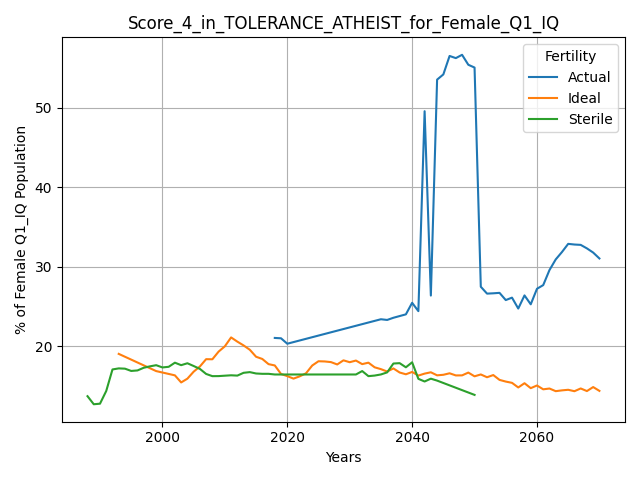 Score_4_in_TOLERANCE_ATHEIST_for_Female_Q1_IQ
% of Female Q1_IQ Population
50
40
30
20
Fertility
Actual
Ideal
Sterile
2000
2020
2040
2060
Years